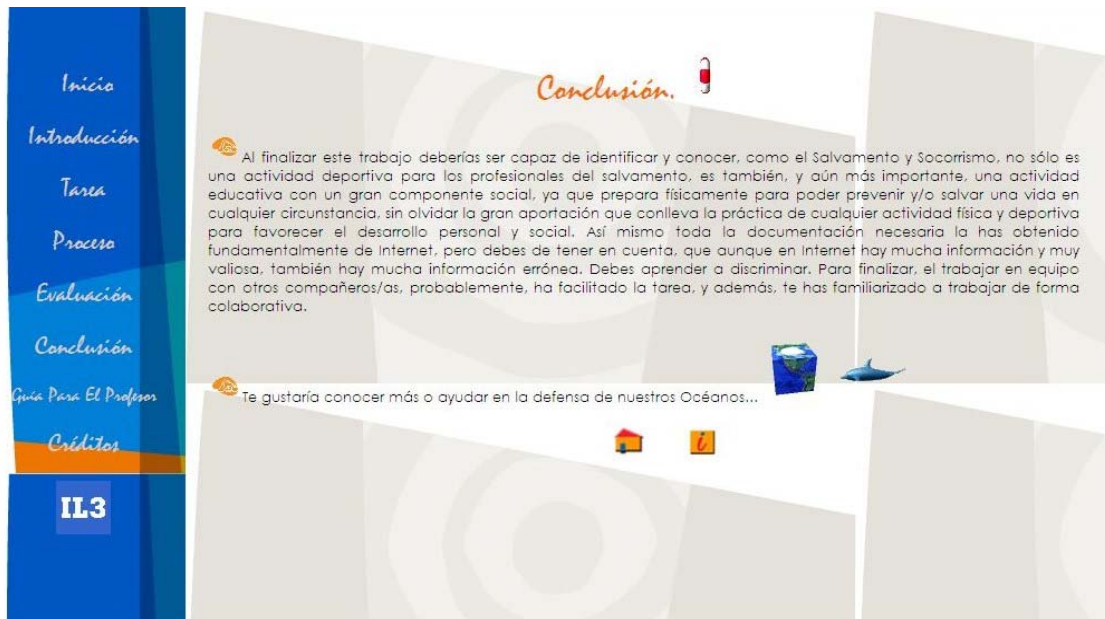 Inicio
Introducción
Tarea
Proceso
Evaluación
Conclusión
Guía Para El Profesor
Créditos
IL3
Conclusión.
Al finalizar este trabajo deberías ser capaz de identificar y conocer, como el Salvamento y Socorrismo, no sólo es
una actividad deportiva para los profesionales del salvamento, es también, y aún más importante, una actividad
educativa con un gran componente social, ya que prepara físicamente para poder prevenir y/o salvar una vida en
cualquier circunstancia, sin olvidar la gran aportación que conlleva la práctica de cualquier actividad física y deportiva
para favorecer el desarrollo personal y social. Así mismo toda la documentación necesaria la has obtenido
fundamentalmente de Internet, pero debes de tener en cuenta, que aunque en Internet hay mucha información y muy
valiosa, también hay mucha información errónea. Debes aprender a discriminar. Para finalizar, el trabajar en equipo
con otros compañeros/as, probablemente, ha facilitado la tarea, y además, te has familiarizado a trabajar de forma
colaborativa.
Te gustaría conocer más o ayudar en la defensa de nuestros Océanos...
i